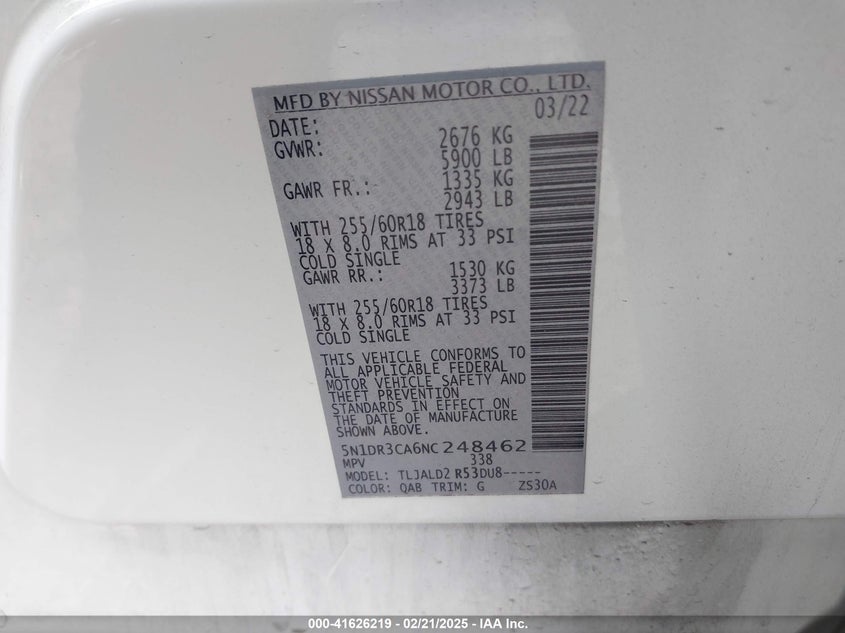 MFD BY NISSAN MOTOR CO., LTD.
DATE: 03/22
GVWR: 2676 KG
5900 LB
GAWR FR.: 1335 KG
2943 LB
WITH 255/60R18 TIRES
18 X 8.0 RIMS AT 33 PSI
COLD SINGLE
GAWR RR.: 1530 KG
3373 LB
WITH 255/60R18 TIRES
18 X 8.0 RIMS AT 33 PSI
COLD SINGLE
THIS VEHICLE CONFORMS TO
ALL APPLICABLE FEDERAL
MOTOR VEHICLE SAFETY AND
THEFT PREVENTION
STANDARDS IN EFFECT ON
THE DATE OF MANUFACTURE
SHOWN ABOVE.
5N1DR3CA6NC248462
MPV 338
MODEL: TLJALD2 R53DU8-----
COLOR: QAB TRIM: G ZS30A
000-41626219 - 02/21/2025 - IAA Inc.